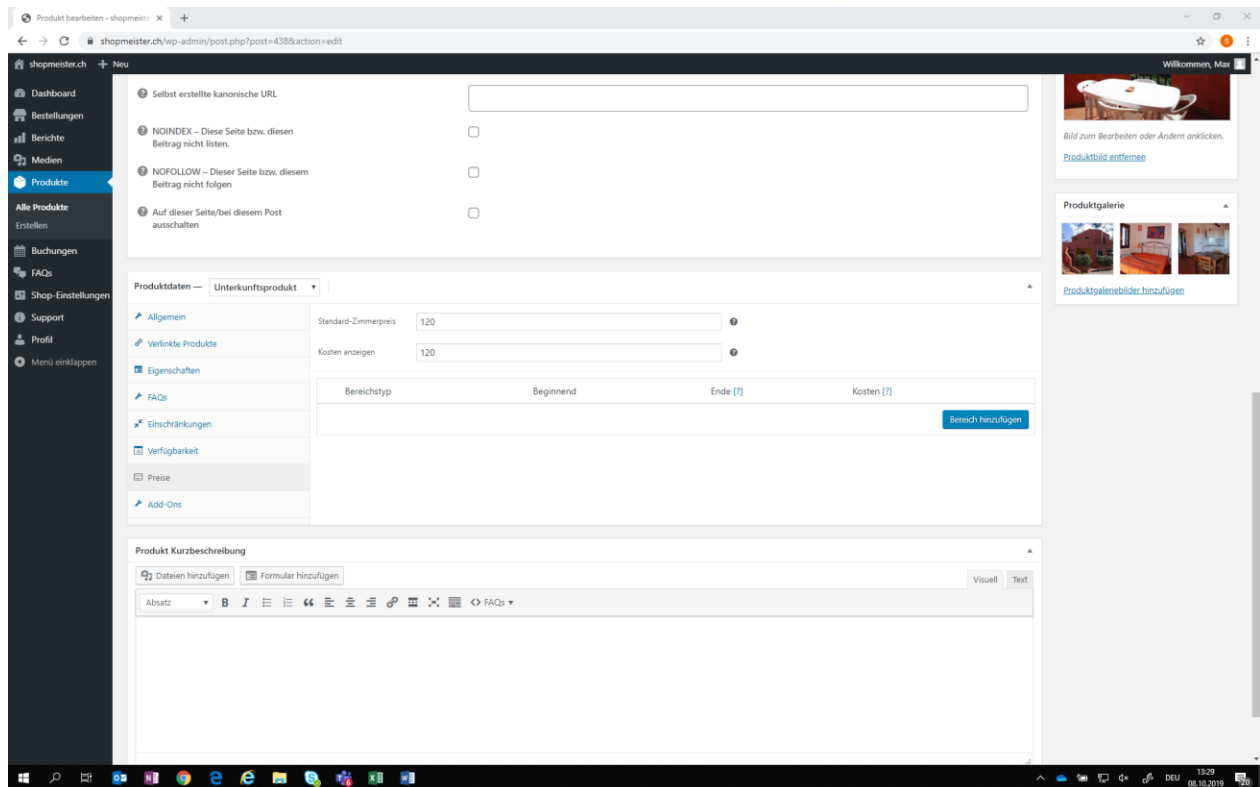 Produkt bearbeiten ‹ shopmeiste
shopmeister.ch/wp-admin/post.php?post=438&action=edit
S
shopmeister.ch
Neu
Willkommen, Max
Dashboard
Bestellungen
Berichte
Medien
Produkte
Alle Produkte
Erstellen
Buchungen
FAQs
Shop-Einstellungen
Support
Profil
Menü einklappen
Selbst erstellte kanonische URL
NOINDEX – Diese Seite bzw. diesen
Beitrag nicht listen.
NOFOLLOW – Dieser Seite bzw. diesem
Beitrag nicht folgen
Auf dieser Seite/bei diesem Post
ausschalten
Bild zum Bearbeiten oder Ändern anklicken.
Produktbild entfernen
Produktgalerie
Produktgaleriebilder hinzufügen
Produktdaten — Unterkunftsprodukt
Allgemein
Verlinkte Produkte
Eigenschaften
FAQs
Einschränkungen
Verfügbarkeit
Preise
Add-Ons
Standard-Zimmerpreis 120
Kosten anzeigen 120
Bereichstyp Beginnend Ende [?] Kosten [?]
Bereich hinzufügen
Produkt Kurzbeschreibung
Dateien hinzufügen Formular hinzufügen
Visuell Text
Absatz B I FAQs
DEU
13:29
08.10.2019
20